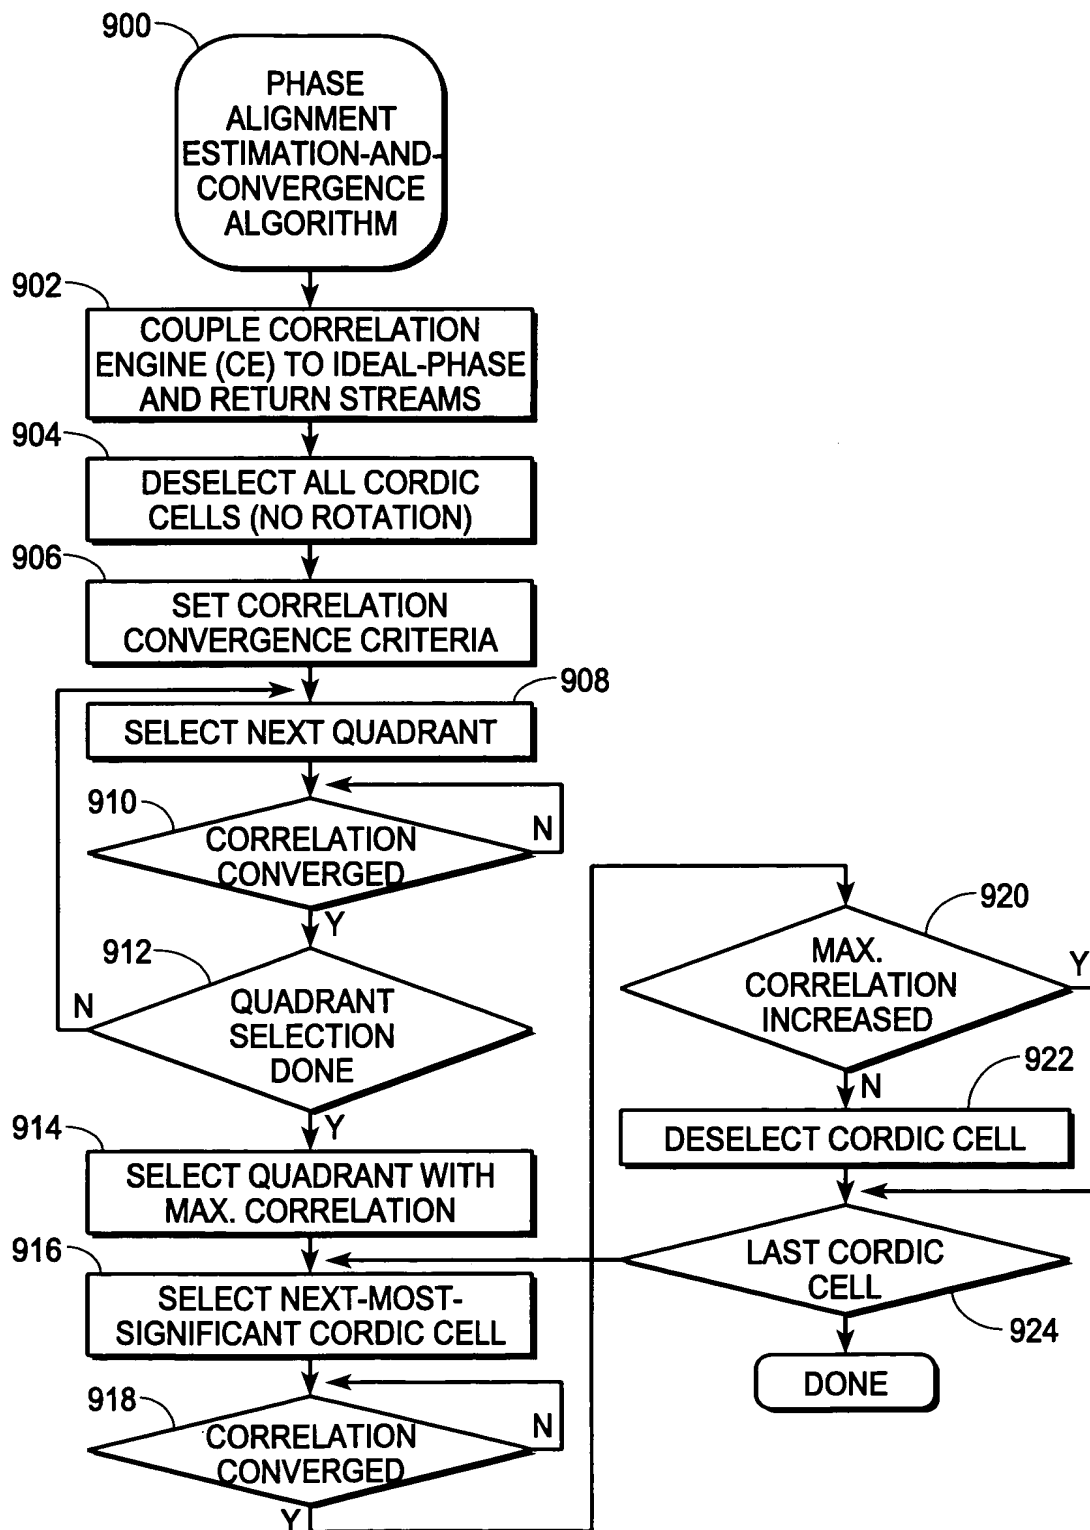 900
PHASE
ALIGNMENT
ESTIMATION-AND-
CONVERGENCE
ALGORITHM
902
COUPLE CORRELATION
ENGINE (CE) TO IDEAL-PHASE
AND RETURN STREAMS
904
DESELECT ALL CORDIC
CELLS (NO ROTATION)
906
SET CORRELATION
CONVERGENCE CRITERIA
908
SELECT NEXT QUADRANT
910
CORRELATION
CONVERGED
N
Y
912
QUADRANT
SELECTION
DONE
N
Y
914
SELECT QUADRANT WITH
MAX. CORRELATION
916
SELECT NEXT-MOST-
SIGNIFICANT CORDIC CELL
918
CORRELATION
CONVERGED
N
Y
920
MAX.
CORRELATION
INCREASED
Y
N
922
DESELECT CORDIC CELL
LAST CORDIC
CELL
924
DONE